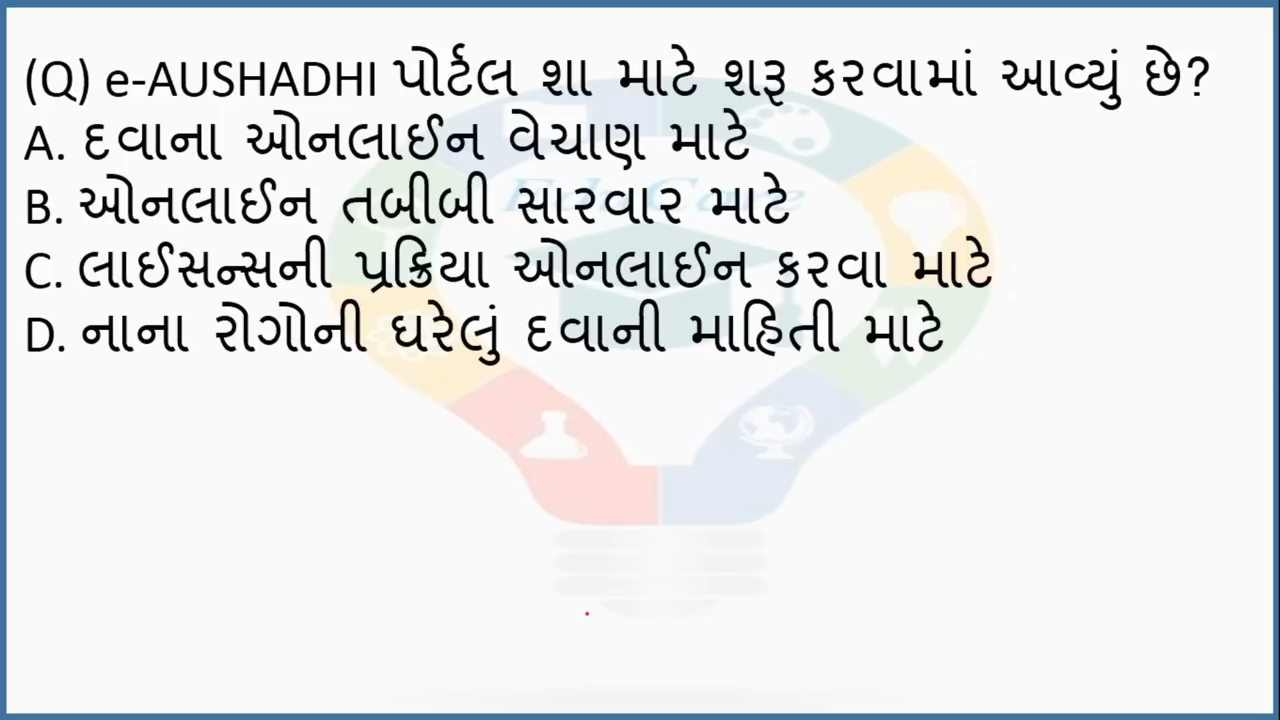 (Q) e-AUSHADHI પોર્ટલ શા માટે શરૂ કરવામાં આવ્યું છે?
A. દવાના ઓનલાઈન વેચાણ માટે
B. ઓનલાઈન તબીબી સારવાર માટે
C. લાઈસન્સની પ્રક્રિયા ઓનલાઈન કરવા માટે
D. નાના રોગોની ઘરેલું દવાની માહિતી માટે